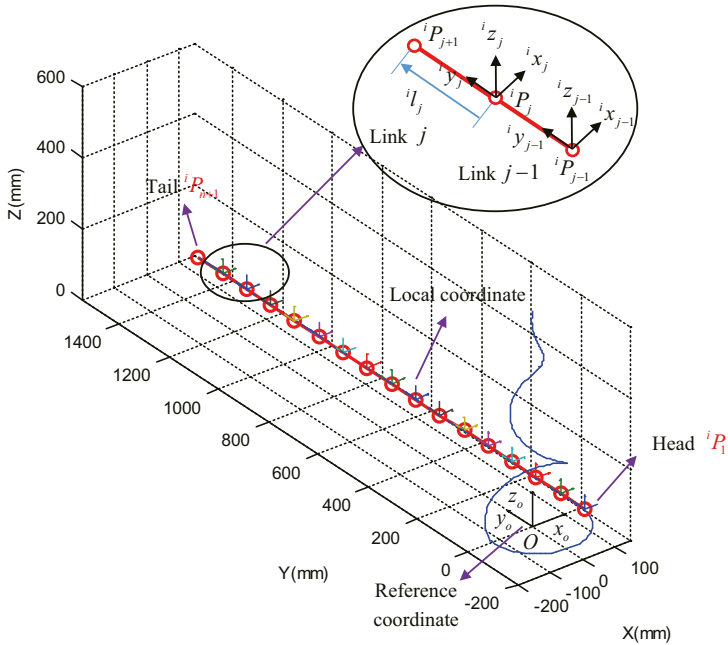 600
400
200
0
Z(mm)
1400
1200
1000
800
600
400
200
0
-200
Y(mm)
-200
-100
0
100
X(mm)
Tail ⁱPₙ₊₁
Head ⁱP₁
Local coordinate
Reference
coordinate
zₒ
yₒ
xₒ
O
ⁱPⱼ₊₁
ⁱzⱼ
ⁱxⱼ
ⁱyⱼ
ⁱPⱼ
ⁱlⱼ
ⁱzⱼ₋₁
ⁱxⱼ₋₁
ⁱyⱼ₋₁
ⁱPⱼ₋₁
Link j
Link j−1